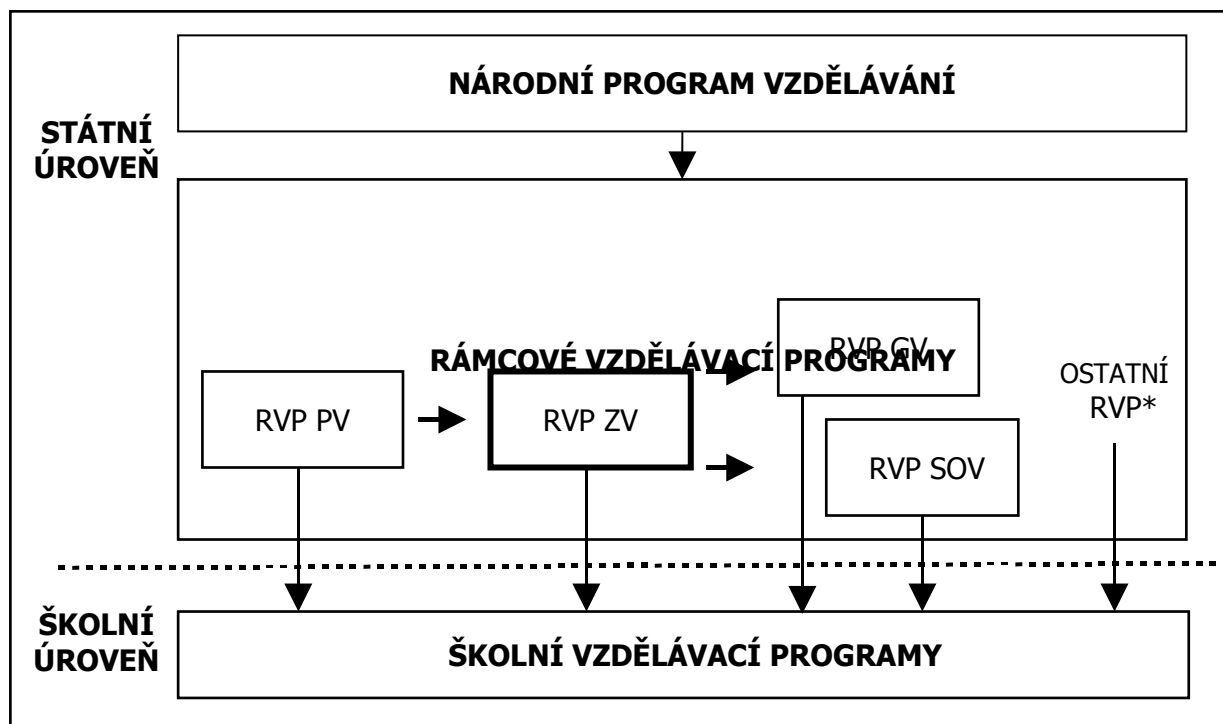 NÁRODNÍ PROGRAM VZDĚLÁVÁNÍ
STÁTNÍ
ÚROVEŇ
RÁMCOVÉ VZDĚLÁVACÍ PROGRAMY
RVP GV
OSTATNÍ
RVP*
RVP PV
RVP ZV
RVP SOV
ŠKOLNÍ
ÚROVEŇ
ŠKOLNÍ VZDĚLÁVACÍ PROGRAMY